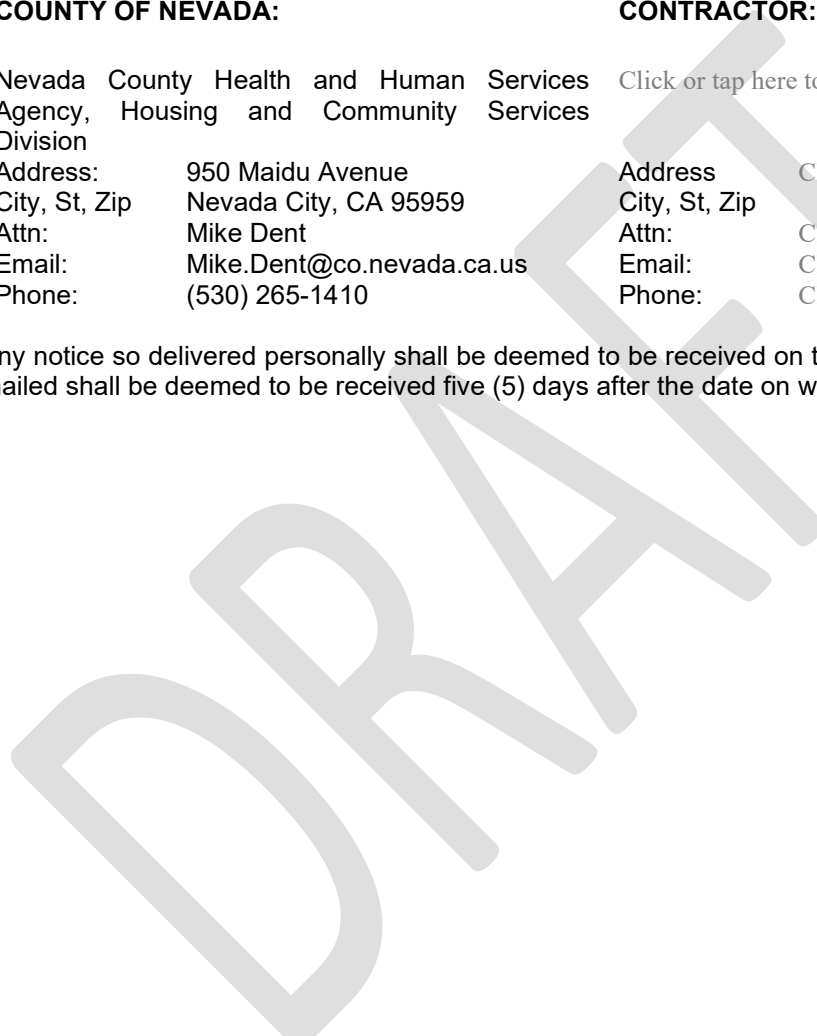 COUNTY OF NEVADA: CONTRACTOR:
Nevada County Health and Human Services Click or tap here to
Agency, Housing and Community Services
Division
Address: 950 Maidu Avenue Address C
City, St, Zip Nevada City, CA 95959 City, St, Zip
Attn: Mike Dent Attn: C
Email: Mike.Dent@co.nevada.ca.us Email: C
Phone: (530) 265-1410 Phone: C
ny notice so delivered personally shall be deemed to be received on t
ailed shall be deemed to be received five (5) days after the date on w
DRAFT